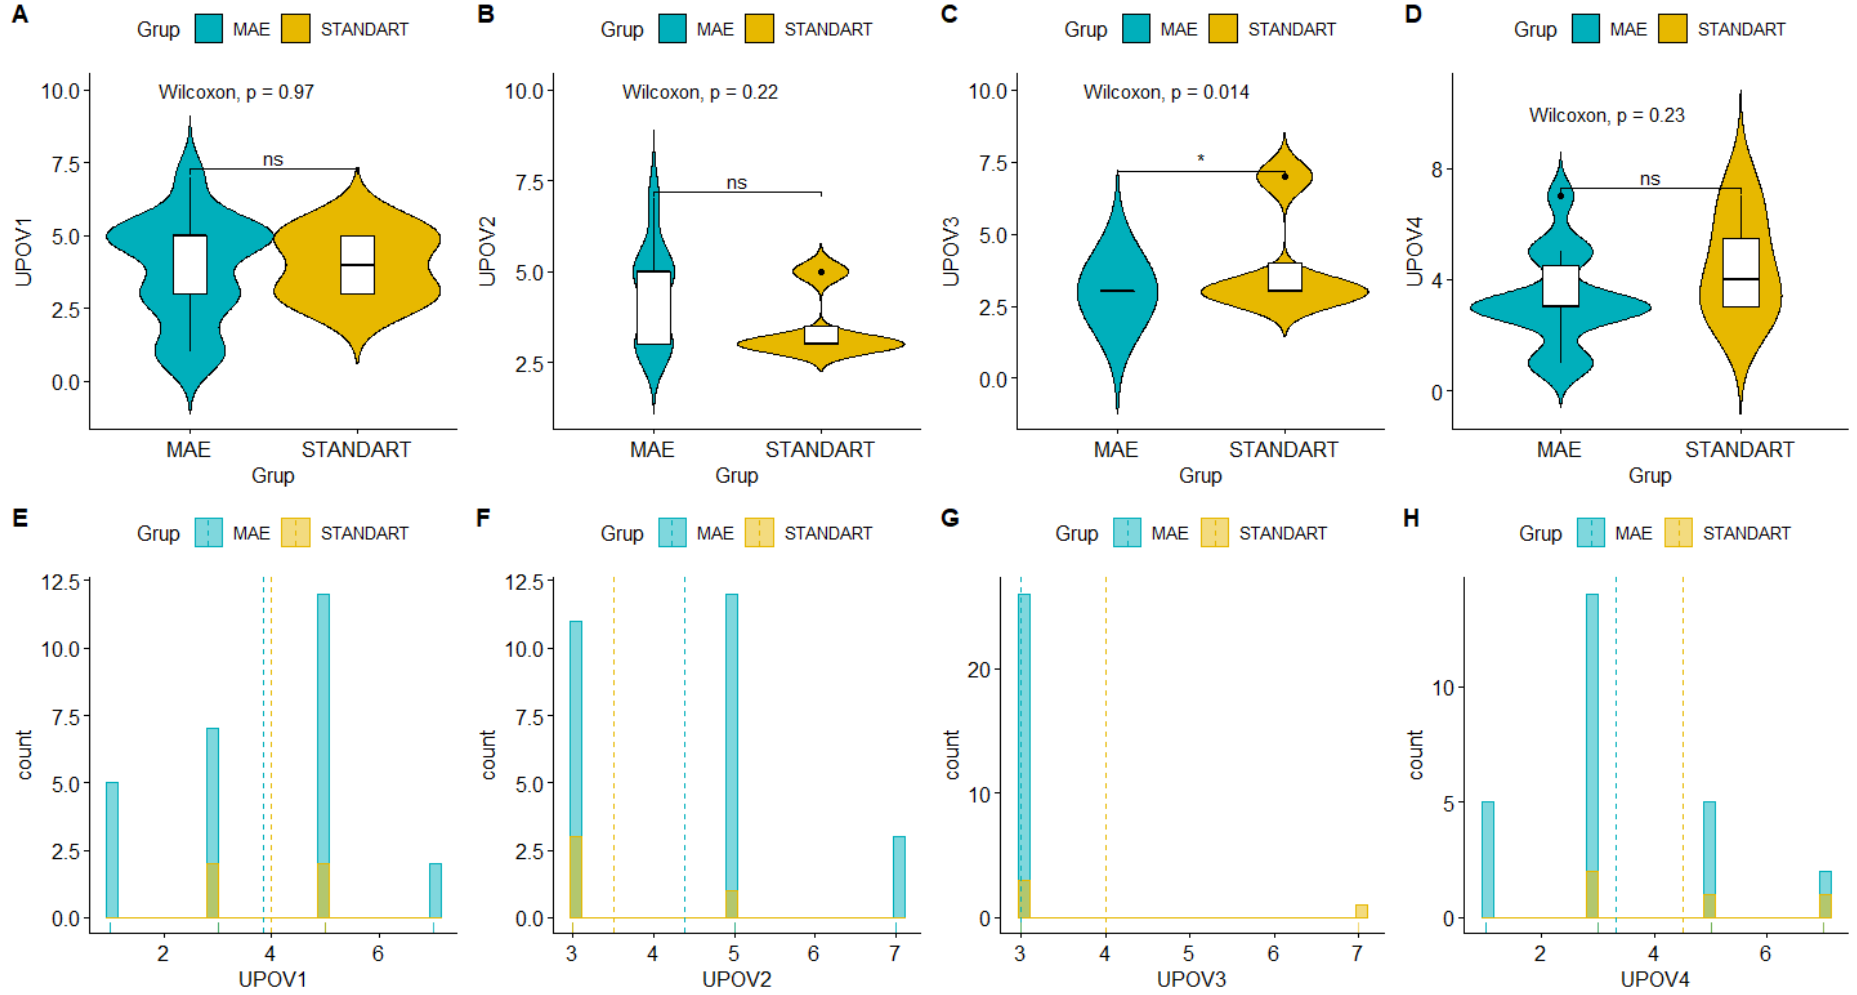 A Grup MAE STANDART
Wilcoxon, p = 0.97
ns
UPOV1
10.0
7.5
5.0
2.5
0.0
MAE STANDART
Grup
B Grup MAE STANDART
Wilcoxon, p = 0.22
ns
UPOV2
10.0
7.5
5.0
2.5
MAE STANDART
Grup
C Grup MAE STANDART
Wilcoxon, p = 0.014
*
UPOV3
10.0
7.5
5.0
2.5
0.0
MAE STANDART
Grup
D Grup MAE STANDART
Wilcoxon, p = 0.23
ns
UPOV4
8
4
0
MAE STANDART
Grup
E Grup MAE STANDART
count
12.5
10.0
7.5
5.0
2.5
0.0
2 4 6
UPOV1
F Grup MAE STANDART
count
12.5
10.0
7.5
5.0
2.5
0.0
3 4 5 6 7
UPOV2
G Grup MAE STANDART
count
20
10
0
3 4 5 6 7
UPOV3
H Grup MAE STANDART
count
10
5
0
2 4 6
UPOV4